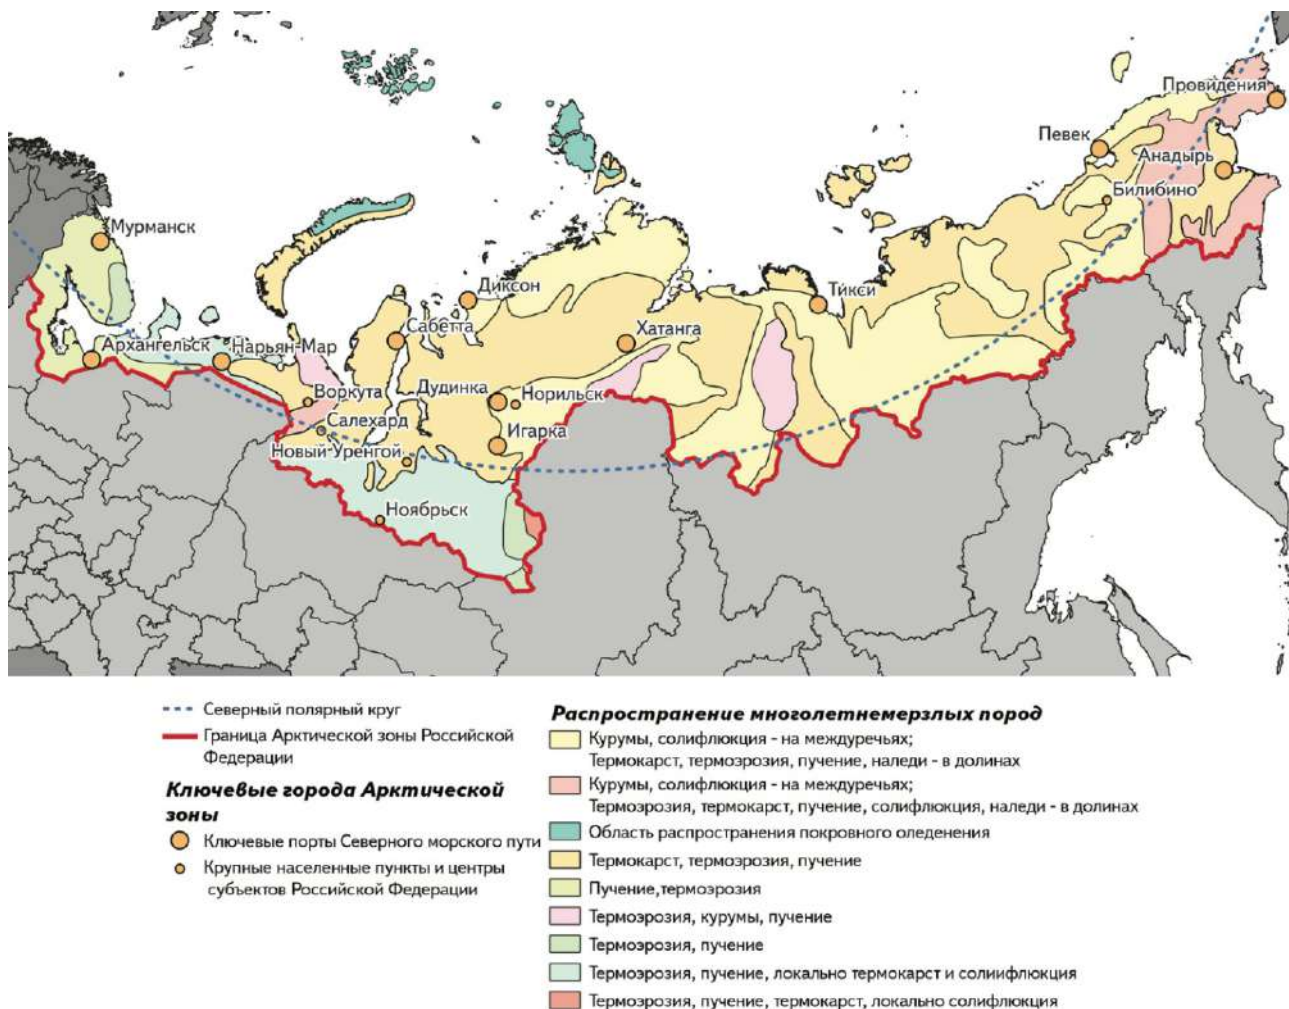 Провидения
Певек
Анадырь
Билибино
Мурманск
Диксон
Тикси
Сабетта
Хатанга
Архангельск
Нарьян-Мар
Воркута
Дудинка
Норильск
Салехард
Игарка
Новый Уренгой
Ноябрьск
Северный полярный круг
Граница Арктической зоны Российской
Федерации
Ключевые города Арктической
зоны
Ключевые порты Северного морского пути
Крупные населенные пункты и центры
субъектов Российской Федерации
Распространение многолетнемерзлых пород
Курумы, солифлюкция - на междуречьях;
Термокарст, термоэрозия, пучение, наледи - в долинах
Курумы, солифлюкция - на междуречьях;
Термоэрозия, термокарст, пучение, солифлюкция, наледи - в долинах
Область распространения покровного оледенения
Термокарст, термоэрозия, пучение
Пучение,термоэрозия
Термоэрозия, курумы, пучение
Термоэрозия, пучение
Термоэрозия, пучение, локально термокарст и солиифлюкция
Термоэрозия, пучение, термокарст, локально солифлюкция